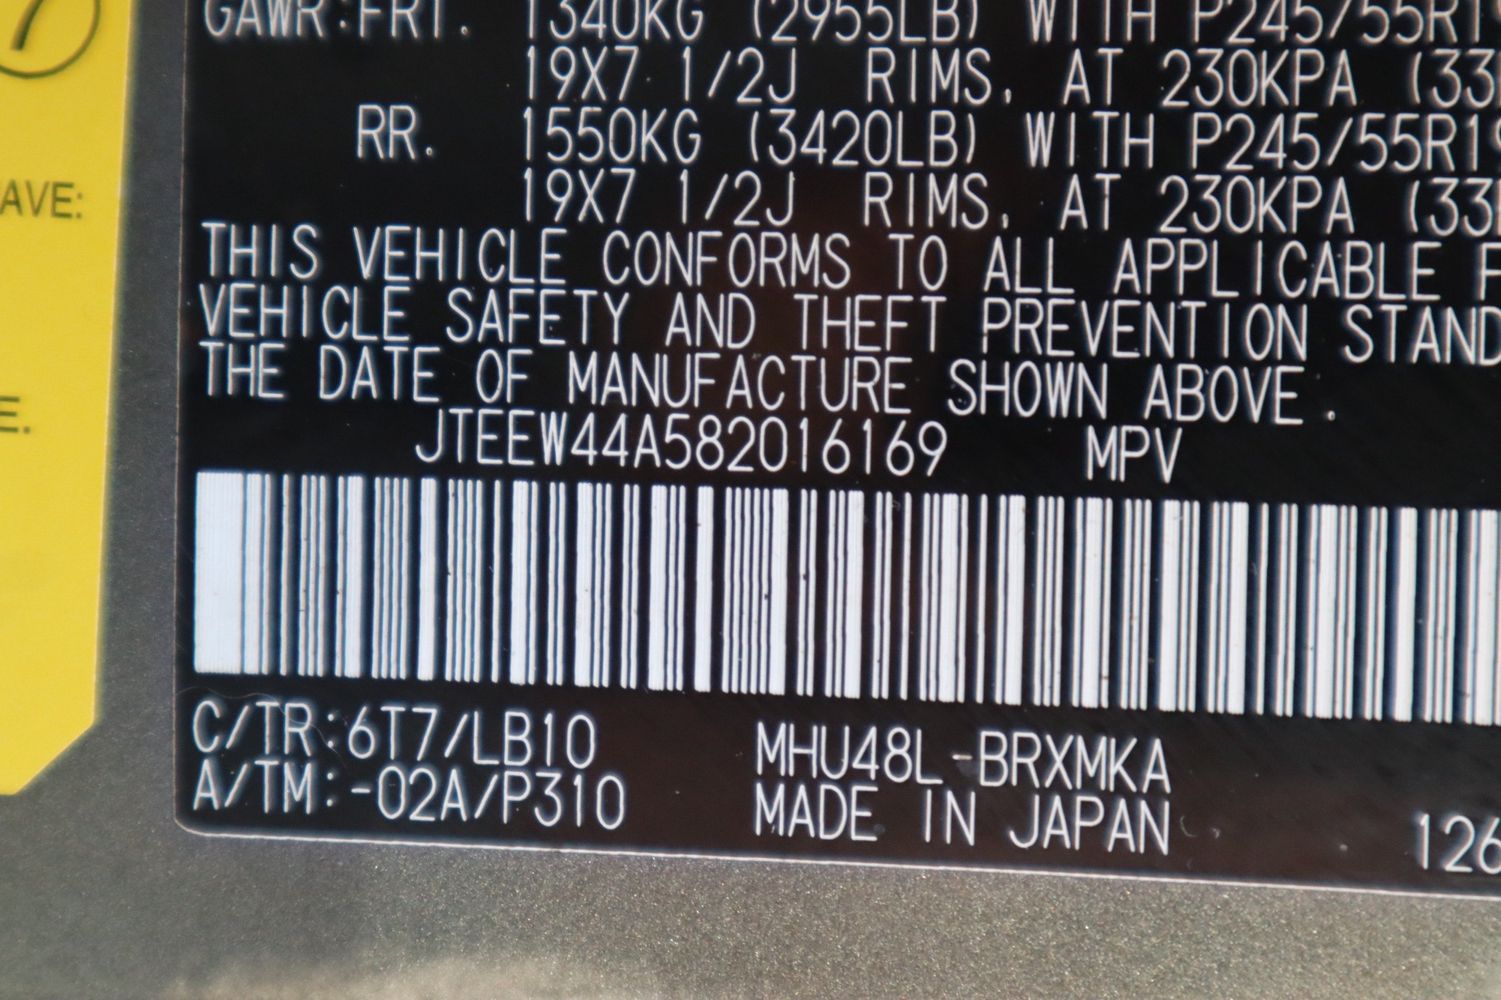 7
AVE:
E.
GAWR:FRT. 1340KG (2955LB) WITH P245/55R19
19X7 1/2J RIMS, AT 230KPA (33
RR. 1550KG (3420LB) WITH P245/55R19
19X7 1/2J RIMS, AT 230KPA (33
THIS VEHICLE CONFORMS TO ALL APPLICABLE F
VEHICLE SAFETY AND THEFT PREVENTION STAND
THE DATE OF MANUFACTURE SHOWN ABOVE.
JTEEW44A582016169 MPV
C/TR:6T7/LB10 MHU48L-BRXMKA
A/TM:-02A/P310 MADE IN JAPAN 126